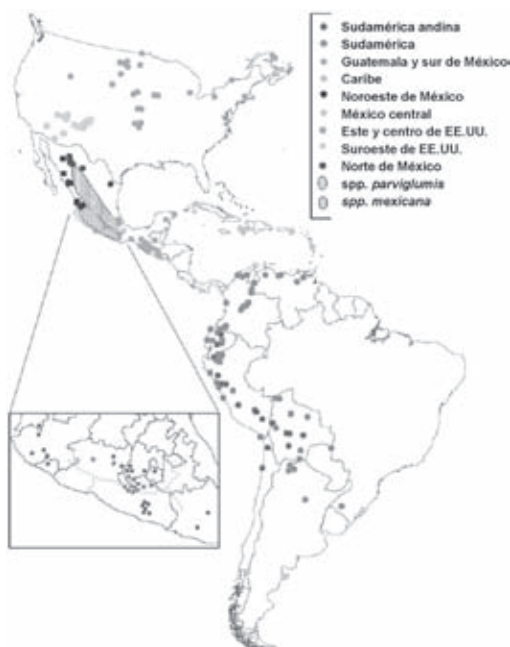 Sudamérica andina
Sudamérica
Guatemala y sur de México
Caribe
Noroeste de México
México central
Este y centro de EE.UU.
Suroeste de EE.UU.
Norte de México
spp. parviglumis
spp. mexicana